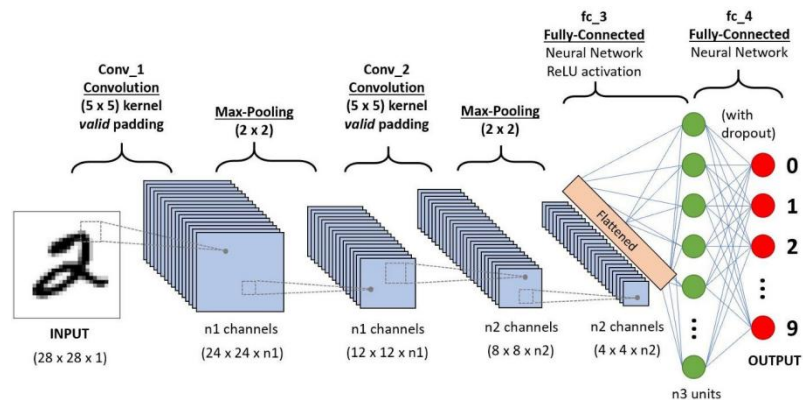 Conv_1
Convolution
(5 x 5) kernel
valid padding
Max-Pooling
(2 x 2)
Conv_2
Convolution
(5 x 5) kernel
valid padding
Max-Pooling
(2 x 2)
fc_3
Fully-Connected
Neural Network
ReLU activation
fc_4
Fully-Connected
Neural Network
(with
dropout)
Flattened
0
1
2
9
OUTPUT
2
INPUT
(28 x 28 x 1)
n1 channels
(24 x 24 x n1)
n1 channels
(12 x 12 x n1)
n2 channels
(8 x 8 x n2)
n2 channels
(4 x 4 x n2)
n3 units